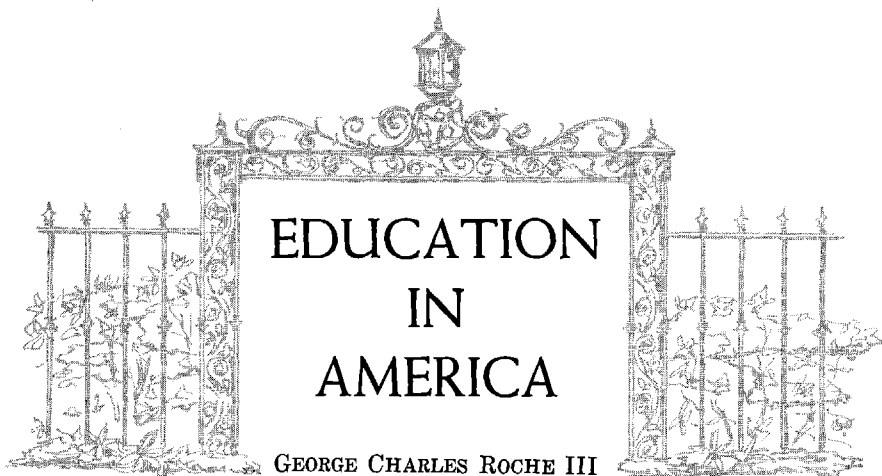 EDUCATION
IN
AMERICA
GEORGE CHARLES ROCHE III